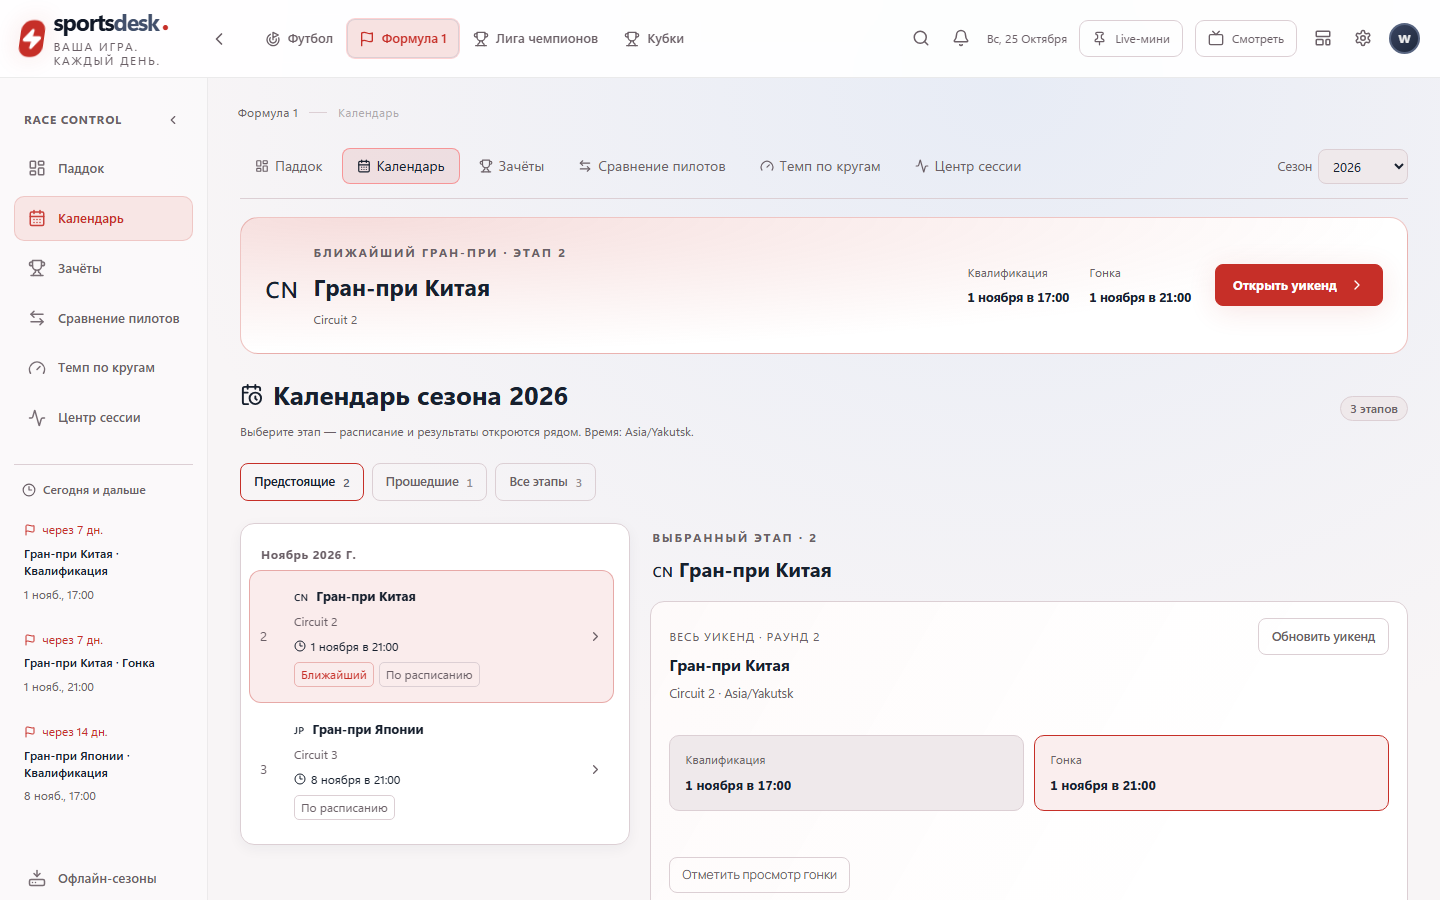 sportsdesk.
ВАША ИГРА.
КАЖДЫЙ ДЕНЬ.
Футбол
Формула 1
Лига чемпионов
Кубки
Вс, 25 Октября
Live-мини
Смотреть
W
RACE CONTROL
Паддок
Календарь
Зачёты
Сравнение пилотов
Темп по кругам
Центр сессии
Сегодня и дальше
через 7 дн.
Гран-при Китая ·
Квалификация
1 нояб., 17:00
через 7 дн.
Гран-при Китая · Гонка
1 нояб., 21:00
через 14 дн.
Гран-при Японии ·
Квалификация
8 нояб., 17:00
Офлайн-сезоны
Формула 1 — Календарь
Паддок
Календарь
Зачёты
Сравнение пилотов
Темп по кругам
Центр сессии
Сезон
2026
БЛИЖАЙШИЙ ГРАН-ПРИ · ЭТАП 2
CN
Гран-при Китая
Circuit 2
Квалификация
1 ноября в 17:00
Гонка
1 ноября в 21:00
Открыть уикенд
Календарь сезона 2026
Выберите этап — расписание и результаты откроются рядом. Время: Asia/Yakutsk.
3 этапов
Предстоящие 2
Прошедшие 1
Все этапы 3
Ноябрь 2026 Г.
2
CN Гран-при Китая
Circuit 2
1 ноября в 21:00
Ближайший
По расписанию
3
JP Гран-при Японии
Circuit 3
8 ноября в 21:00
По расписанию
ВЫБРАННЫЙ ЭТАП · 2
CN Гран-при Китая
ВЕСЬ УИКЕНД · РАУНД 2
Гран-при Китая
Circuit 2 · Asia/Yakutsk
Обновить уикенд
Квалификация
1 ноября в 17:00
Гонка
1 ноября в 21:00
Отметить просмотр гонки